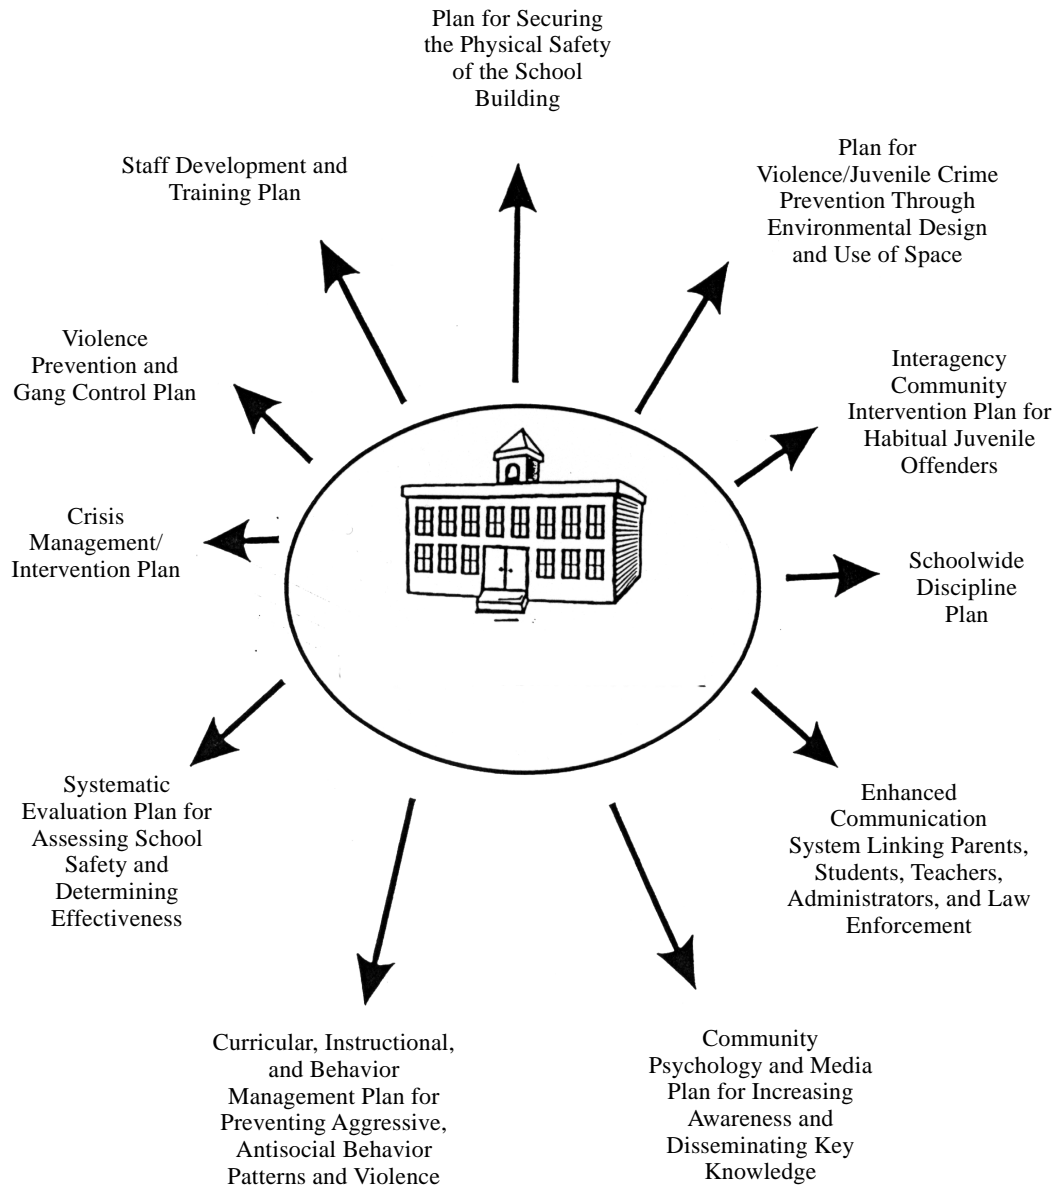 Plan for Securing
the Physical Safety
of the School
Building
Staff Development and
Training Plan
Plan for
Violence/Juvenile Crime
Prevention Through
Environmental Design
and Use of Space
Violence
Prevention and
Gang Control Plan
Interagency
Community
Intervention Plan for
Habitual Juvenile
Offenders
Crisis
Management/
Intervention Plan
Schoolwide
Discipline
Plan
Systematic
Evaluation Plan for
Assessing School
Safety and
Determining
Effectiveness
Enhanced
Communication
System Linking Parents,
Students, Teachers,
Administrators, and Law
Enforcement
Curricular, Instructional,
and Behavior
Management Plan for
Preventing Aggressive,
Antisocial Behavior
Patterns and Violence
Community
Psychology and Media
Plan for Increasing
Awareness and
Disseminating Key
Knowledge